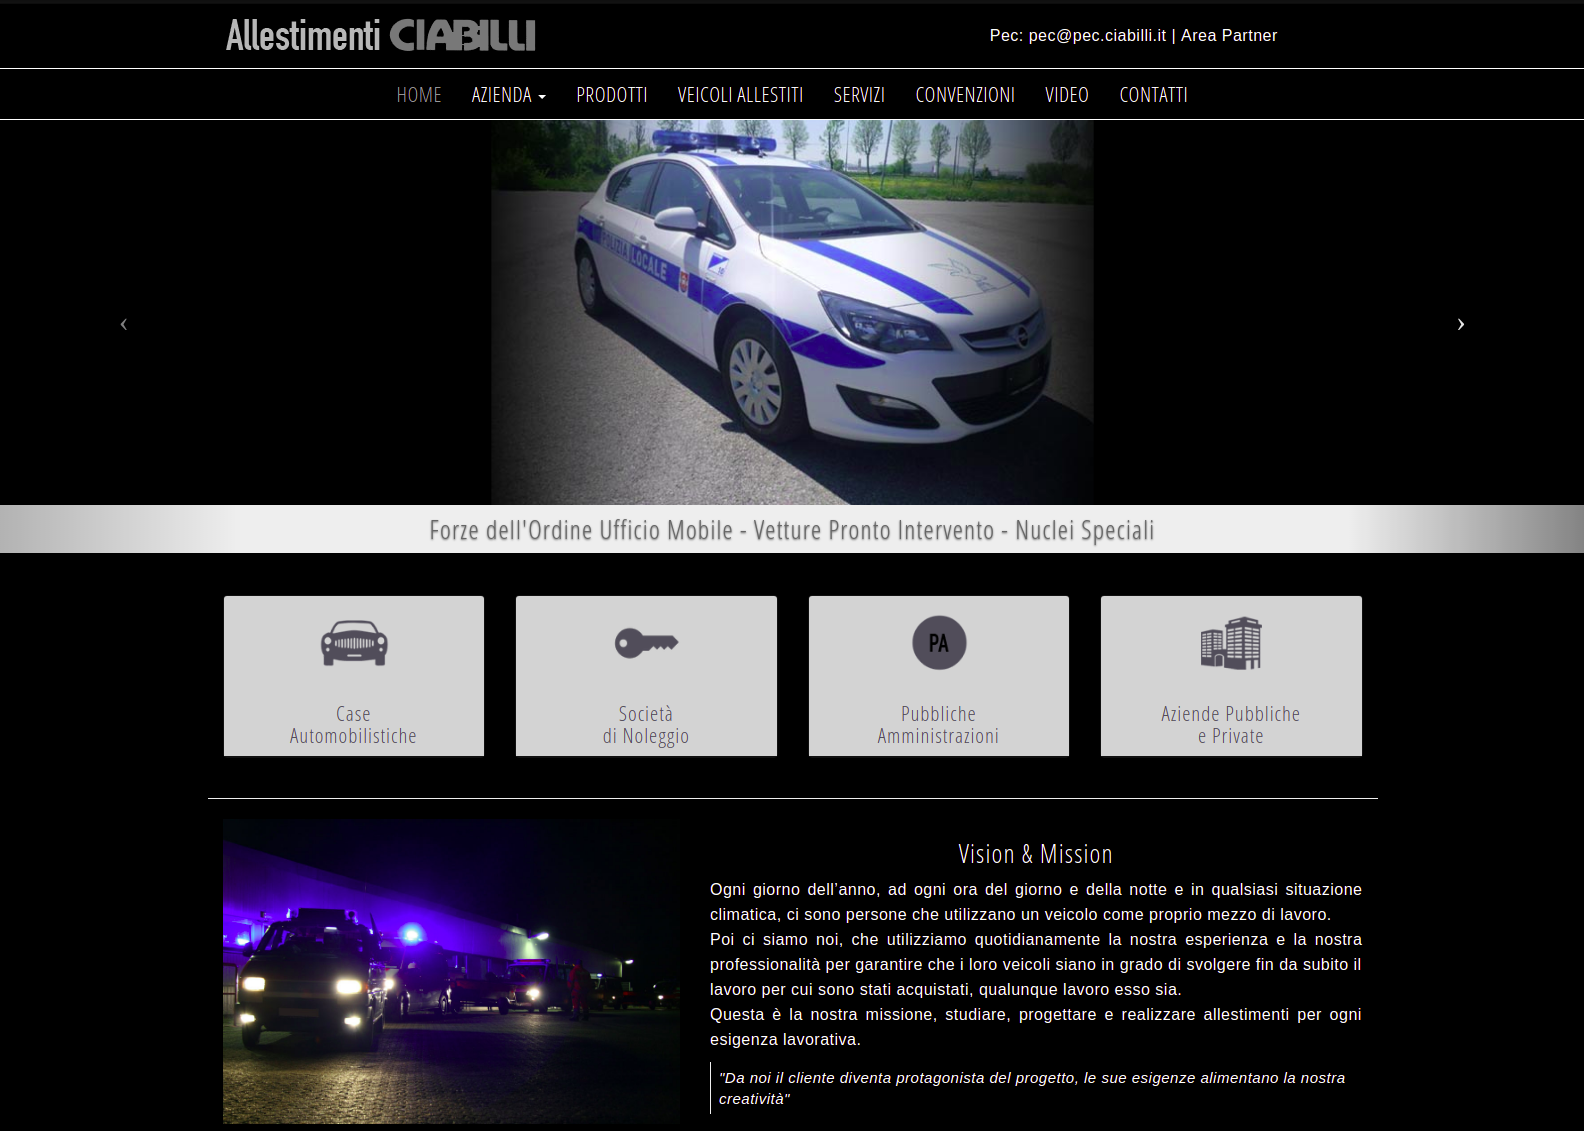 Allestimenti CIABILLI
Pec: pec@pec.ciabilli.it | Area Partner
HOME AZIENDA PRODOTTI VEICOLI ALLESTITI SERVIZI CONVENZIONI VIDEO CONTATTI
POLIZIA LOCALE
Forze dell'Ordine Ufficio Mobile - Vetture Pronto Intervento - Nuclei Speciali
PA
Case
Automobilistiche
Società
di Noleggio
Pubbliche
Amministrazioni
Aziende Pubbliche
e Private
Vision & Mission
Ogni giorno dell’anno, ad ogni ora del giorno e della notte e in qualsiasi situazione
climatica, ci sono persone che utilizzano un veicolo come proprio mezzo di lavoro.
Poi ci siamo noi, che utilizziamo quotidianamente la nostra esperienza e la nostra
professionalità per garantire che i loro veicoli siano in grado di svolgere fin da subito il
lavoro per cui sono stati acquistati, qualunque lavoro esso sia.
Questa è la nostra missione, studiare, progettare e realizzare allestimenti per ogni
esigenza lavorativa.
"Da noi il cliente diventa protagonista del progetto, le sue esigenze alimentano la nostra
creatività"